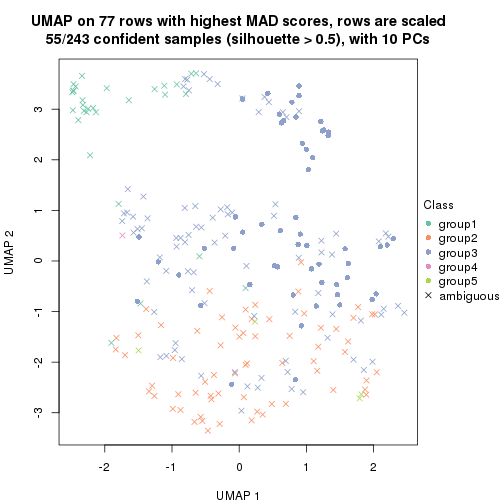 UMAP on 77 rows with highest MAD scores, rows are scaled
55/243 confident samples (silhouette > 0.5), with 10 PCs
3
2
1
0
-1
-2
-3
UMAP 2
-2
-1
0
1
2
UMAP 1
Class
group1
group2
group3
group4
group5
ambiguous